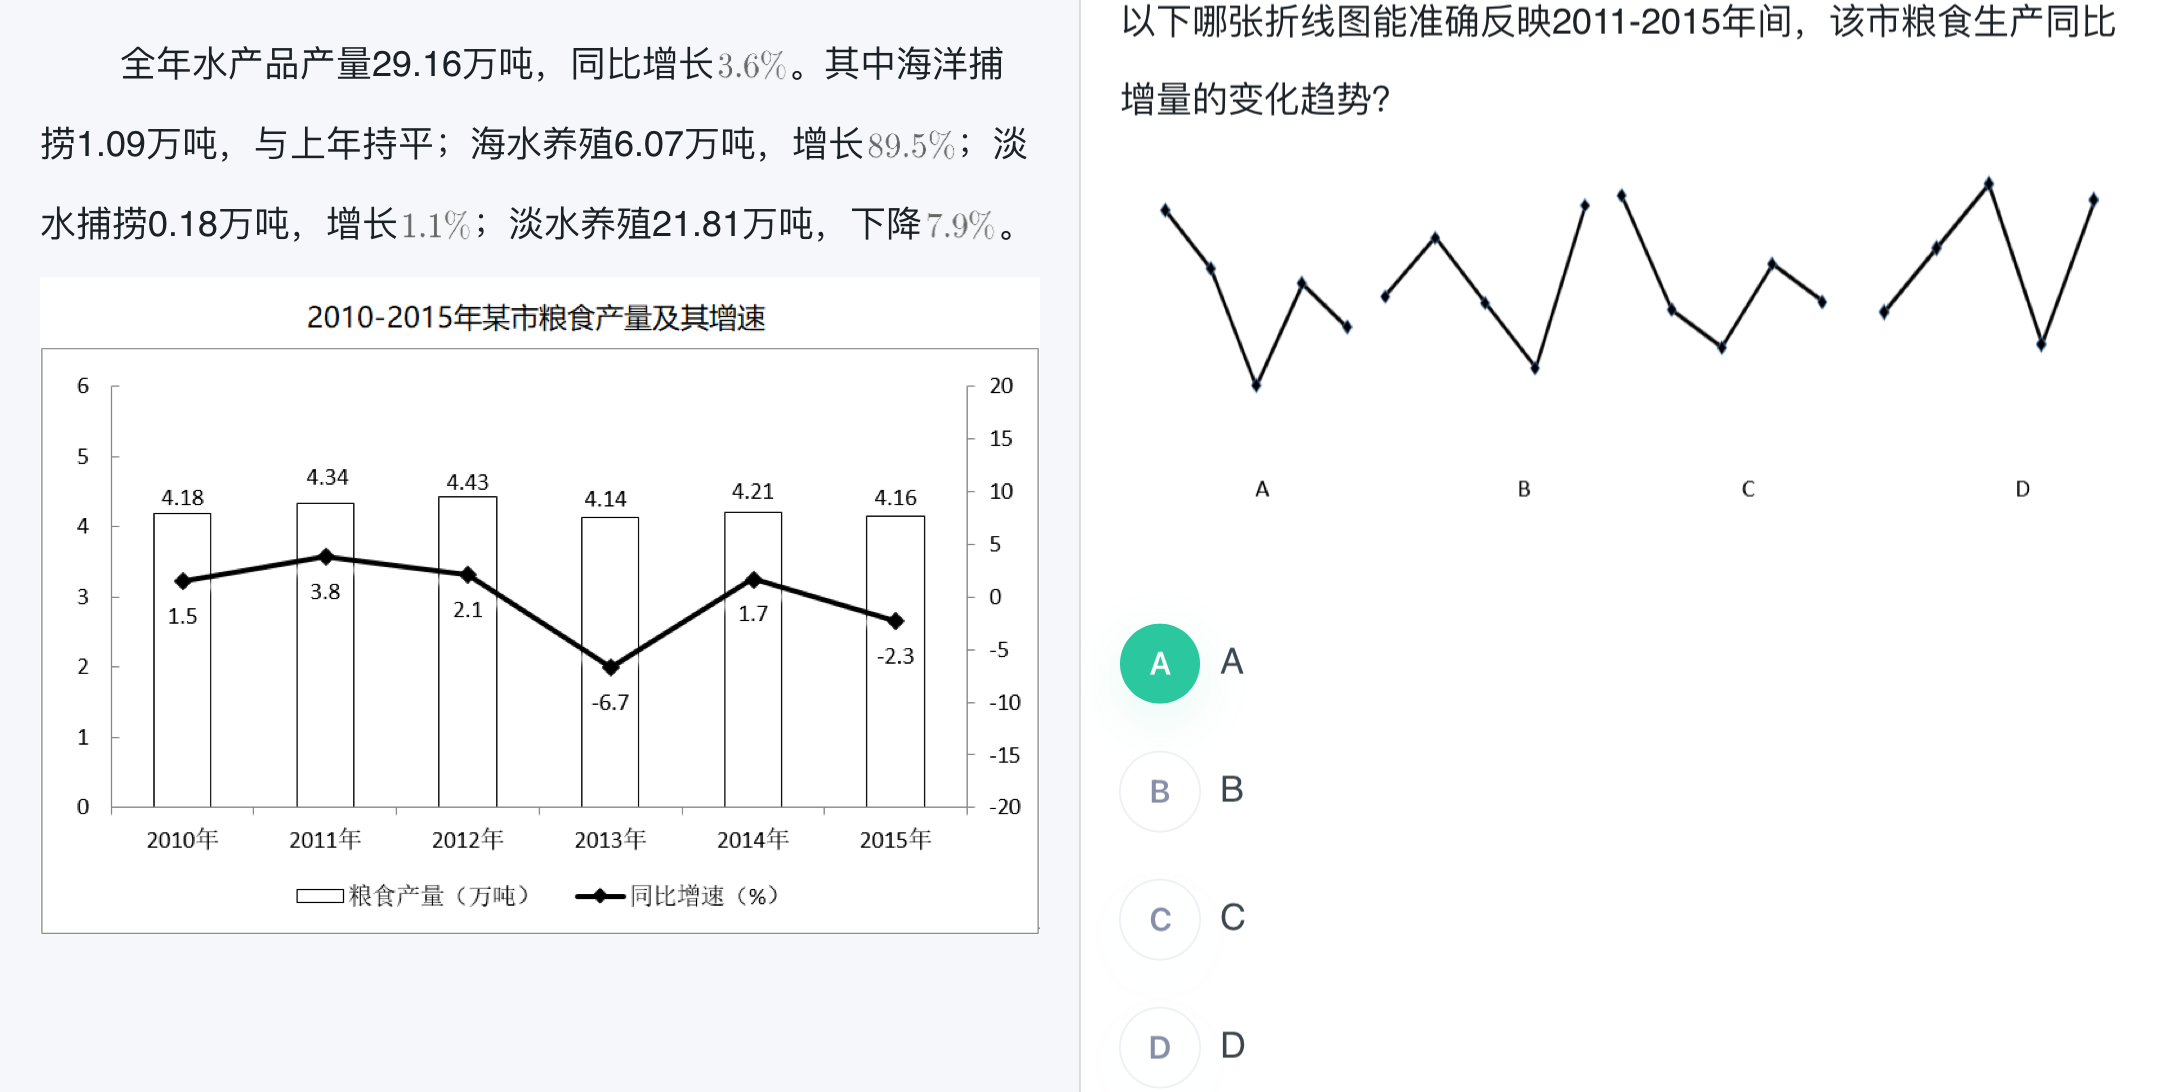 全年水产品产量29.16万吨，同比增长3.6%。其中海洋捕
捞1.09万吨，与上年持平；海水养殖6.07万吨，增长89.5%；淡
水捕捞0.18万吨，增长1.1%；淡水养殖21.81万吨，下降7.9%。
2010-2015年某市粮食产量及其增速
6
5
4
3
2
1
0
20
15
10
5
0
-5
-10
-15
-20
4.18
4.34
4.43
4.14
4.21
4.16
1.5
3.8
2.1
-6.7
1.7
-2.3
2010年
2011年
2012年
2013年
2014年
2015年
粮食产量（万吨）
同比增速（%）
以下哪张折线图能准确反映2011-2015年间，该市粮食生产同比
增量的变化趋势？
A
B
C
D
A A
B B
C C
D D